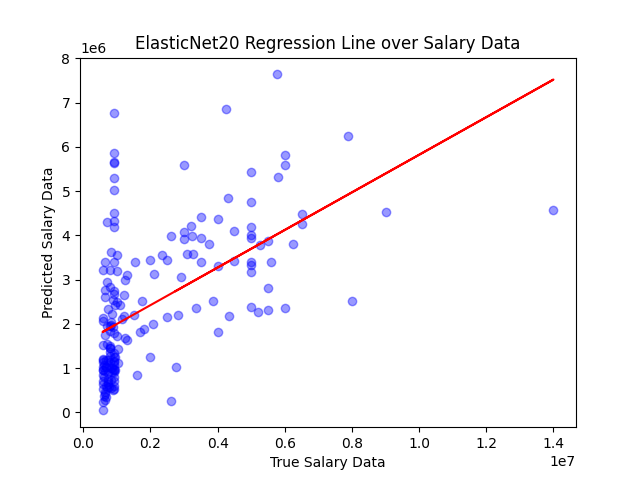 ElasticNet20 Regression Line over Salary Data
1e6
8
7
6
5
4
3
2
1
0
Predicted Salary Data
0.0 0.2 0.4 0.6 0.8 1.0 1.2 1.4
1e7
True Salary Data